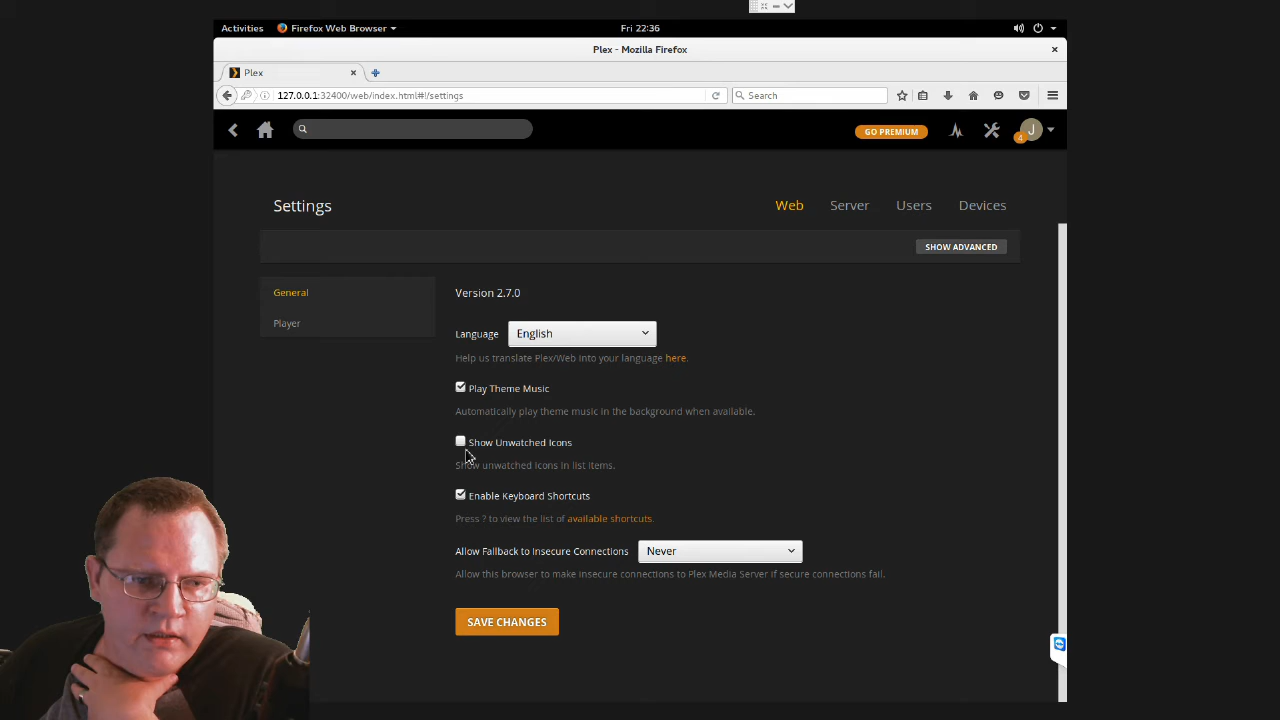 Activities Firefox Web Browser Fri 22:36
Plex - Mozilla Firefox
Plex
127.0.0.1:32400/web/index.html#!/settings Search
GO PREMIUM 4 J
Settings Web Server Users Devices
SHOW ADVANCED
General
Player
Version 2.7.0
Language English
Help us translate Plex/Web into your language here.
Play Theme Music
Automatically play theme music in the background when available.
Show Unwatched Icons
Show unwatched icons in list items.
Enable Keyboard Shortcuts
Press ? to view the list of available shortcuts.
Allow Fallback to Insecure Connections Never
Allow this browser to make insecure connections to Plex Media Server if secure connections fail.
SAVE CHANGES